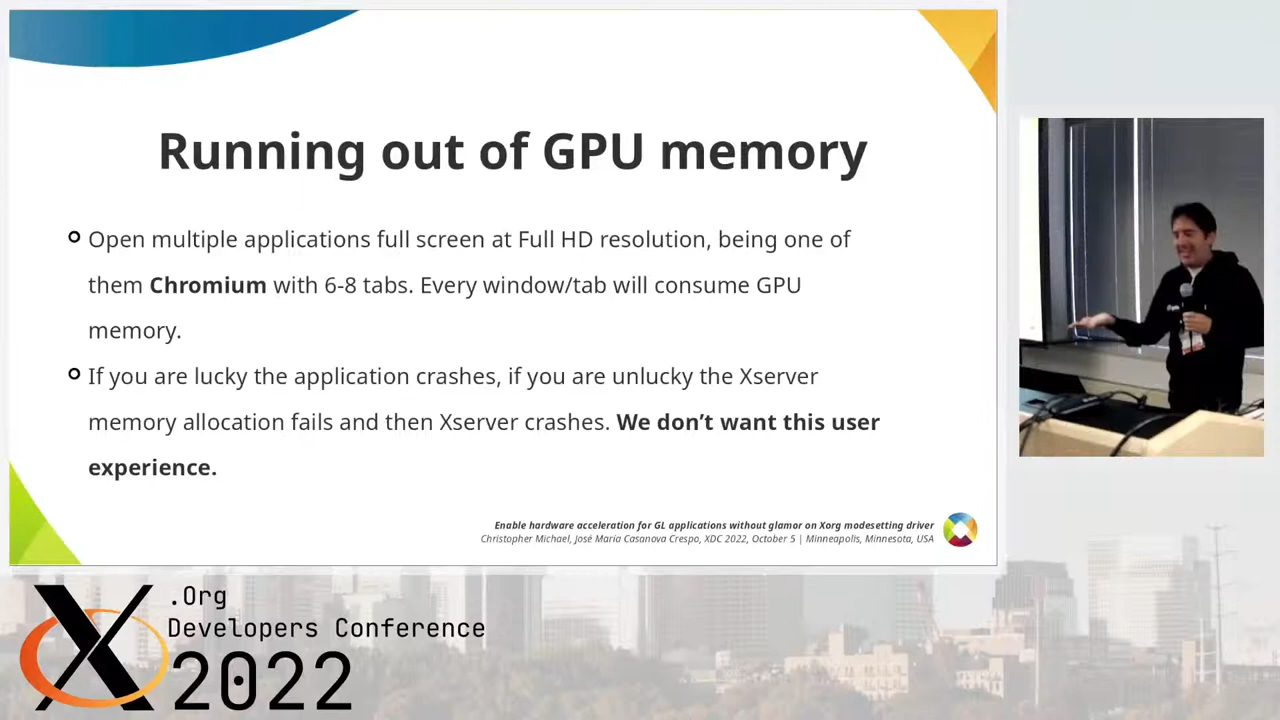 Running out of GPU memory
Open multiple applications full screen at Full HD resolution, being one of
them Chromium with 6-8 tabs. Every window/tab will consume GPU
memory.
If you are lucky the application crashes, if you are unlucky the Xserver
memory allocation fails and then Xserver crashes. We don’t want this user
experience.
Enable hardware acceleration for GL applications without glamor on Xorg modesetting driver
Christopher Michael, José María Casanova Crespo, XDC 2022, October 5 | Minneapolis, Minnesota, USA
X.Org
Developers Conference
2022